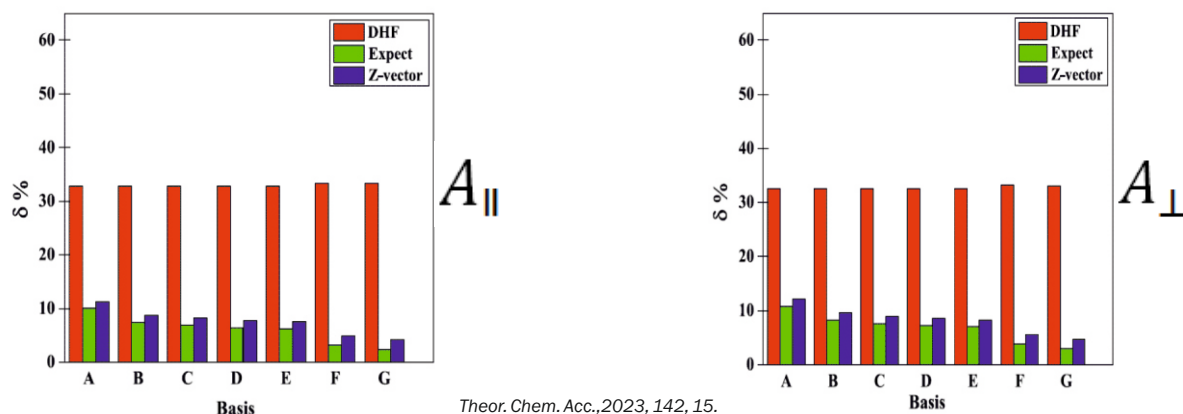 60
50
40
30
20
10
0
δ %
DHF
Expect
Z-vector
A B C D E F G
Basis
A∥
60
50
40
30
20
10
0
δ %
DHF
Expect
Z-vector
A B C D E F G
Basis
A⊥
Theor. Chem. Acc.,2023, 142, 15.